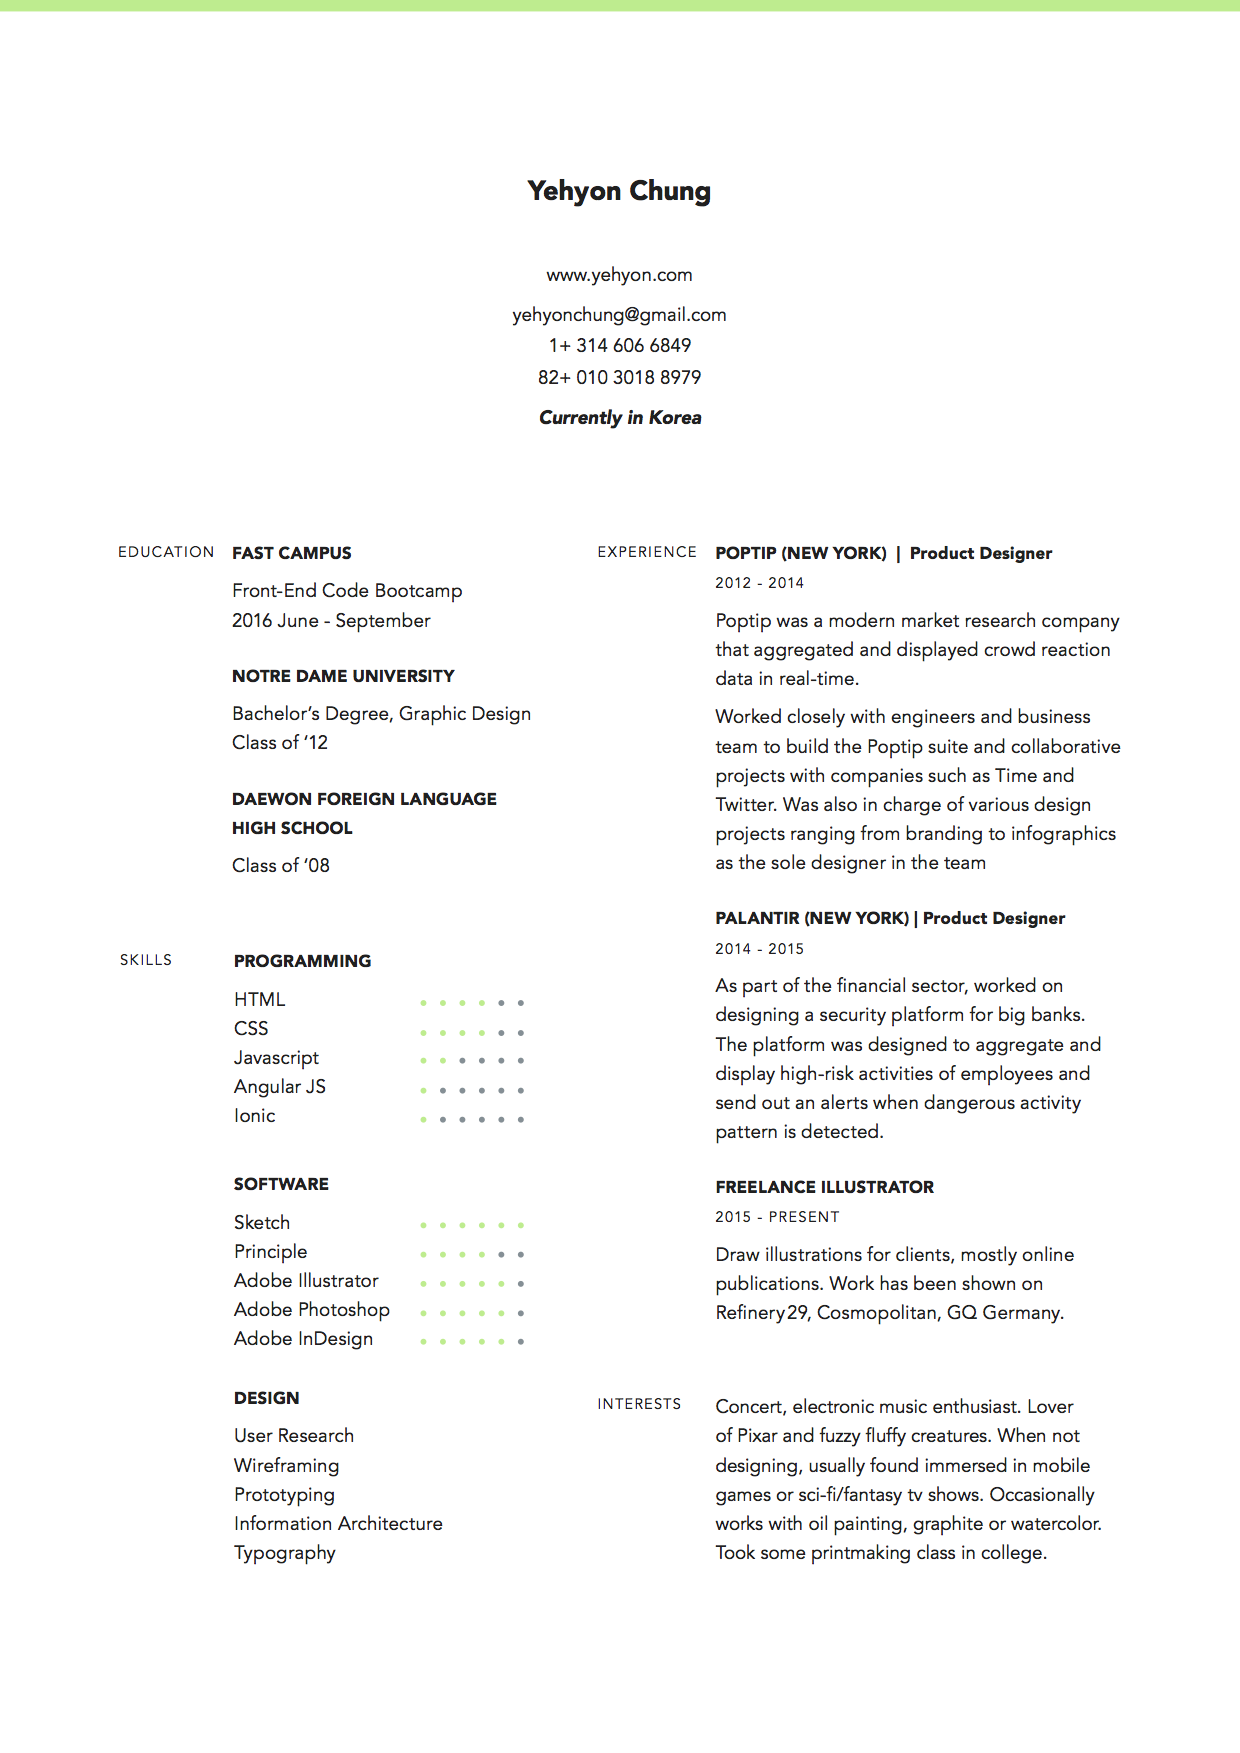 Yehyon Chung
www.yehyon.com
yehyonchung@gmail.com
1+ 314 606 6849
82+ 010 3018 8979
Currently in Korea
EDUCATION
FAST CAMPUS
Front-End Code Bootcamp
2016 June - September
NOTRE DAME UNIVERSITY
Bachelor’s Degree, Graphic Design
Class of ‘12
DAEWON FOREIGN LANGUAGE
HIGH SCHOOL
Class of ‘08
SKILLS
PROGRAMMING
HTML
CSS
Javascript
Angular JS
Ionic
SOFTWARE
Sketch
Principle
Adobe Illustrator
Adobe Photoshop
Adobe InDesign
DESIGN
User Research
Wireframing
Prototyping
Information Architecture
Typography
EXPERIENCE
POPTIP (NEW YORK) | Product Designer
2012 - 2014
Poptip was a modern market research company
that aggregated and displayed crowd reaction
data in real-time.
Worked closely with engineers and business
team to build the Poptip suite and collaborative
projects with companies such as Time and
Twitter. Was also in charge of various design
projects ranging from branding to infographics
as the sole designer in the team
PALANTIR (NEW YORK) | Product Designer
2014 - 2015
As part of the financial sector, worked on
designing a security platform for big banks.
The platform was designed to aggregate and
display high-risk activities of employees and
send out an alerts when dangerous activity
pattern is detected.
FREELANCE ILLUSTRATOR
2015 - PRESENT
Draw illustrations for clients, mostly online
publications. Work has been shown on
Refinery29, Cosmopolitan, GQ Germany.
INTERESTS
Concert, electronic music enthusiast. Lover
of Pixar and fuzzy fluffy creatures. When not
designing, usually found immersed in mobile
games or sci-fi/fantasy tv shows. Occasionally
works with oil painting, graphite or watercolor.
Took some printmaking class in college.